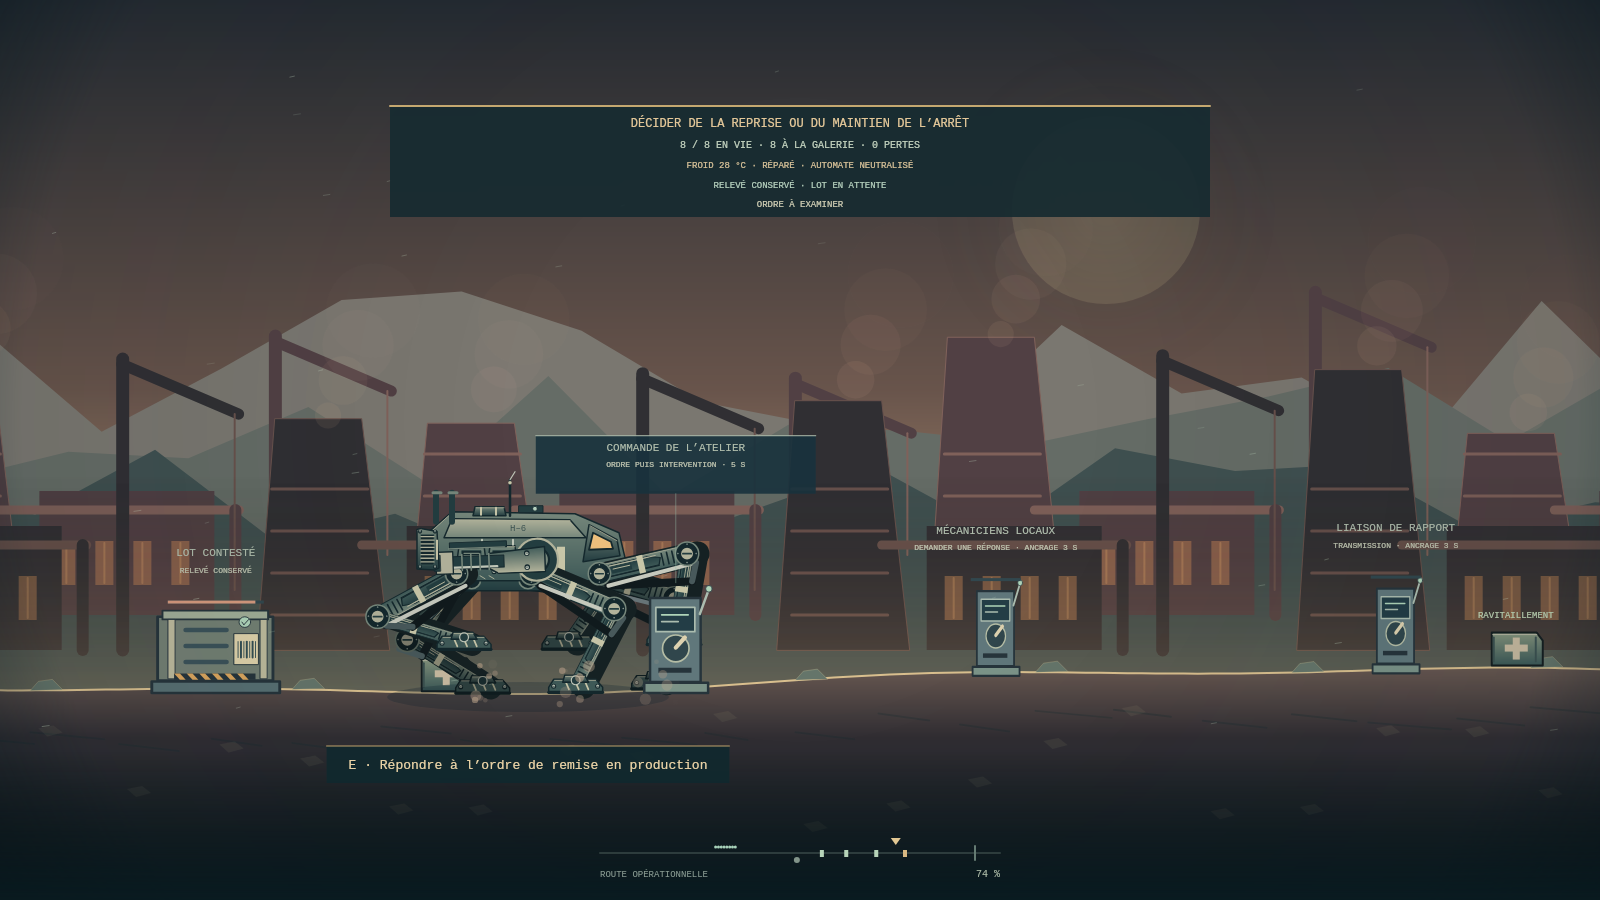 DÉCIDER DE LA REPRISE OU DU MAINTIEN DE L’ARRÊT
8 / 8 EN VIE · 8 À LA GALERIE · 0 PERTES
FROID 28 °C · RÉPARÉ · AUTOMATE NEUTRALISÉ
RELEVÉ CONSERVÉ · LOT EN ATTENTE
ORDRE À EXAMINER
COMMANDE DE L’ATELIER
ORDRE PUIS INTERVENTION · 5 S
H-6
MÉCANICIENS LOCAUX
DEMANDER UNE RÉPONSE · ANCRAGE 3 S
LIAISON DE RAPPORT
TRANSMISSION · ANCRAGE 3 S
LOT CONTESTÉ
RELEVÉ CONSERVÉ
RAVITAILLEMENT
E · Répondre à l’ordre de remise en production
ROUTE OPÉRATIONNELLE
74 %